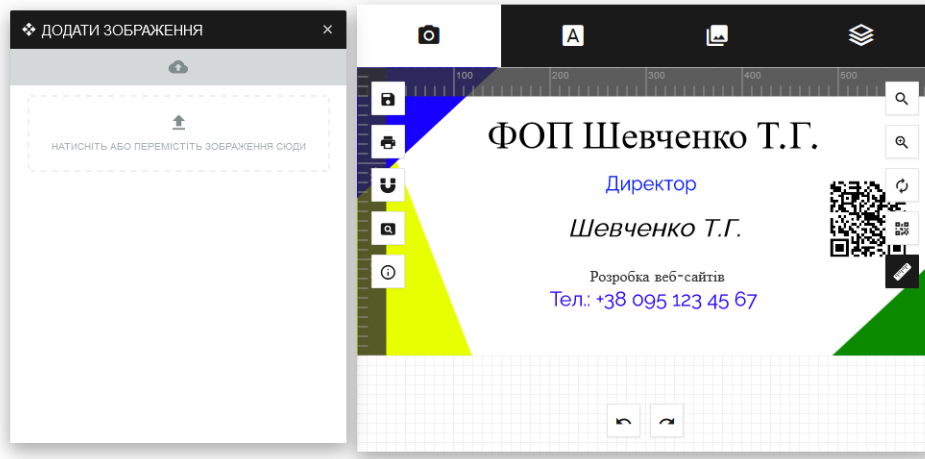 ДОДАТИ ЗОБРАЖЕННЯ
НАТИСНІТЬ АБО ПЕРЕМІСТІТЬ ЗОБРАЖЕННЯ СЮДИ
A
100 200 300 400 500
ФОП Шевченко Т.Г.
Директор
Шевченко Т.Г.
Розробка веб-сайтів
Тел.: +38 095 123 45 67